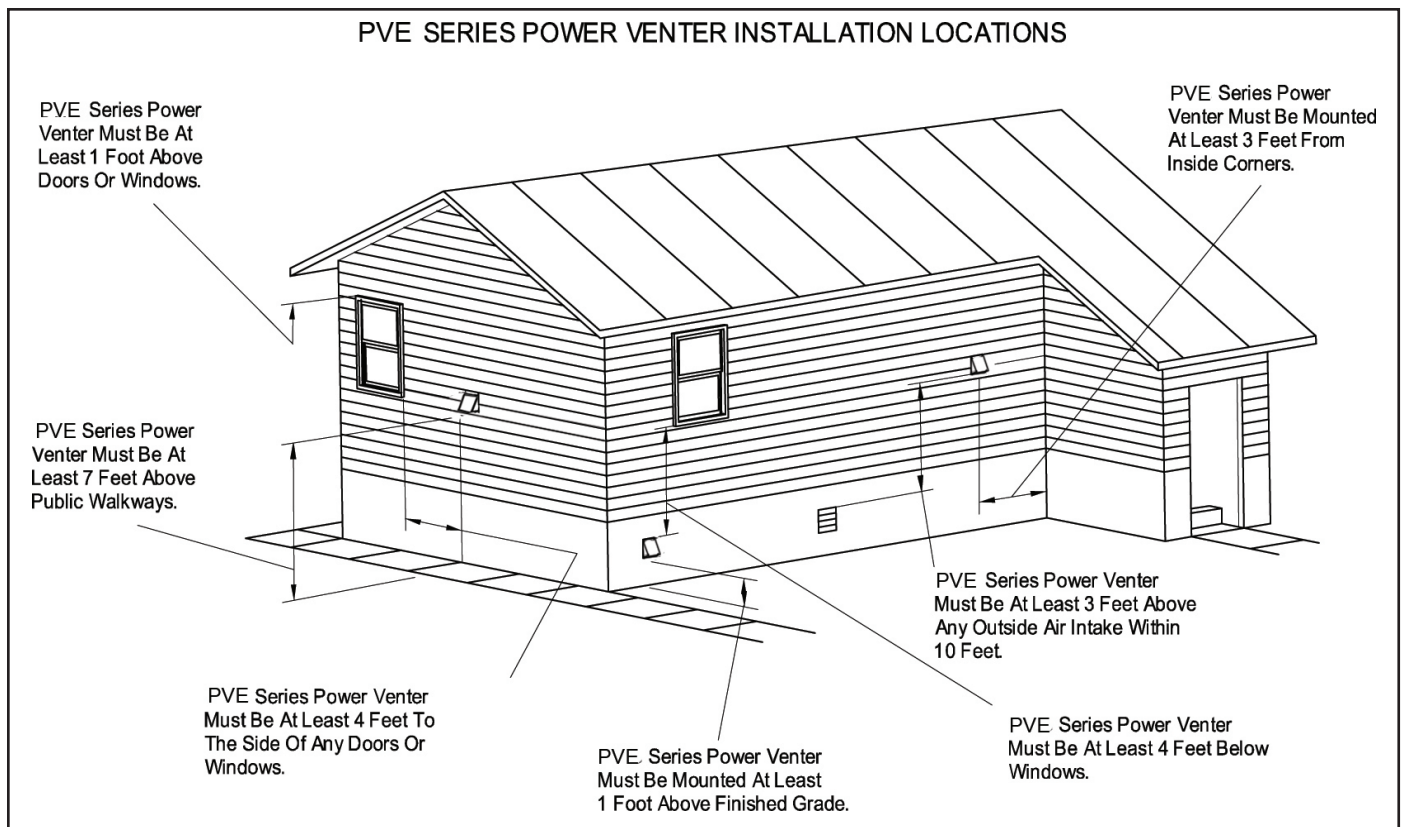 PVE SERIES POWER VENTER INSTALLATION LOCATIONS
PVE Series Power
Venter Must Be At
Least 1 Foot Above
Doors Or Windows.
PVE Series Power
Venter Must Be Mounted
At Least 3 Feet From
Inside Corners.
PVE Series Power
Venter Must Be At
Least 7 Feet Above
Public Walkways.
PVE Series Power Venter
Must Be At Least 3 Feet Above
Any Outside Air Intake Within
10 Feet.
PVE Series Power Venter
Must Be At Least 4 Feet To
The Side Of Any Doors Or
Windows.
PVE Series Power Venter
Must Be Mounted At Least
1 Foot Above Finished Grade.
PVE Series Power Venter
Must Be At Least 4 Feet Below
Windows.